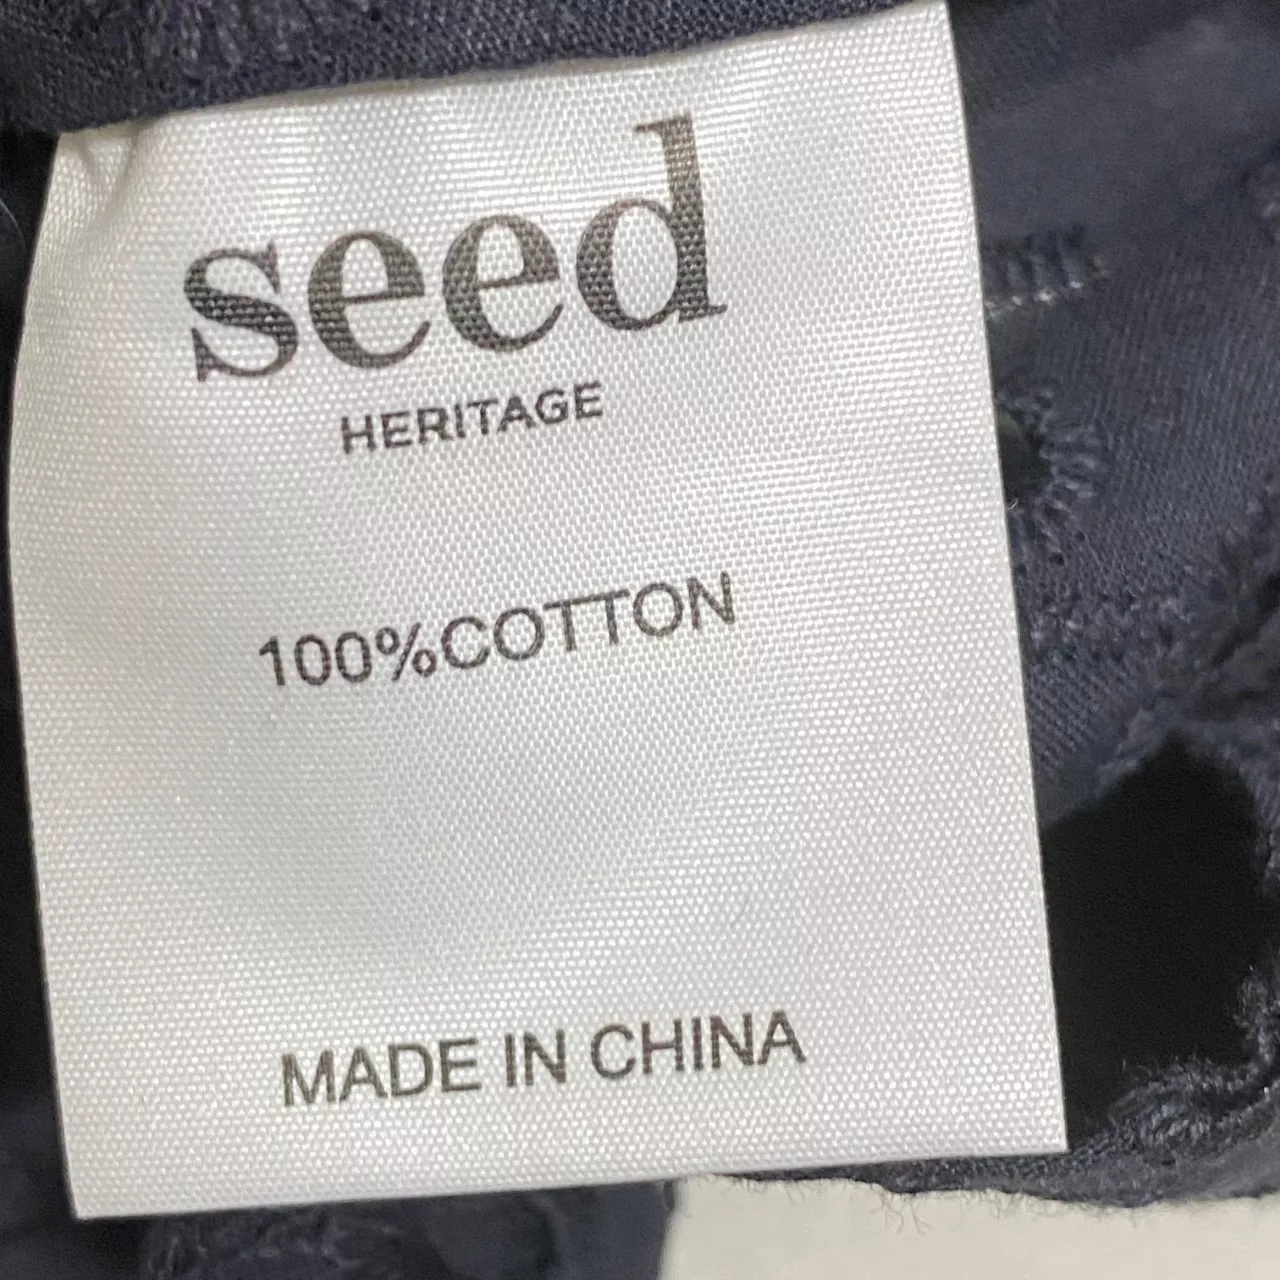 seed
HERITAGE
100%COTTON
MADE IN CHINA